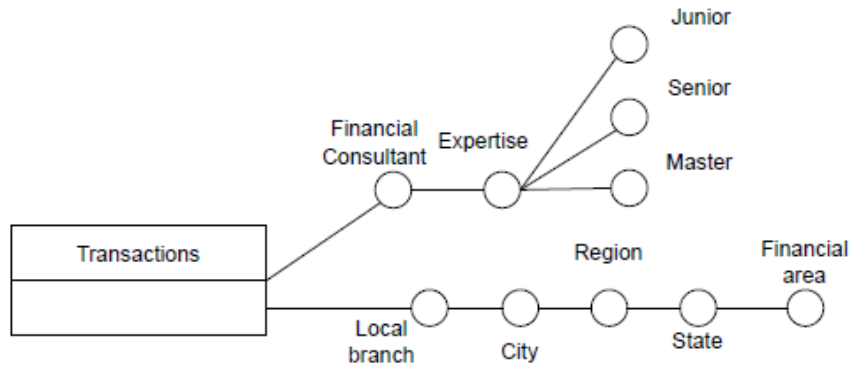 Junior
Senior
Financial
Consultant
Expertise
Master
Transactions
Region
Financial
area
Local
branch
City
State